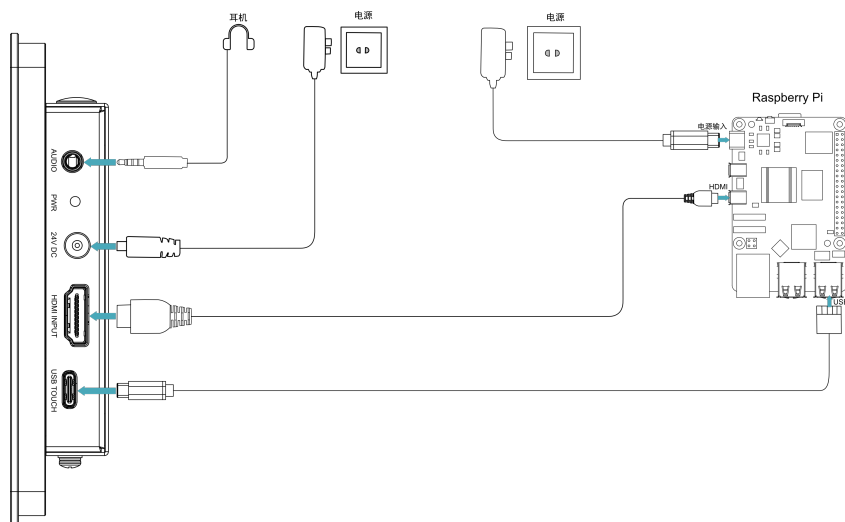 耳机
电源
电源
Raspberry Pi
电源输入
HDMI
USB
AUDIO
PWR
24V DC
HDMI INPUT
USB TOUCH